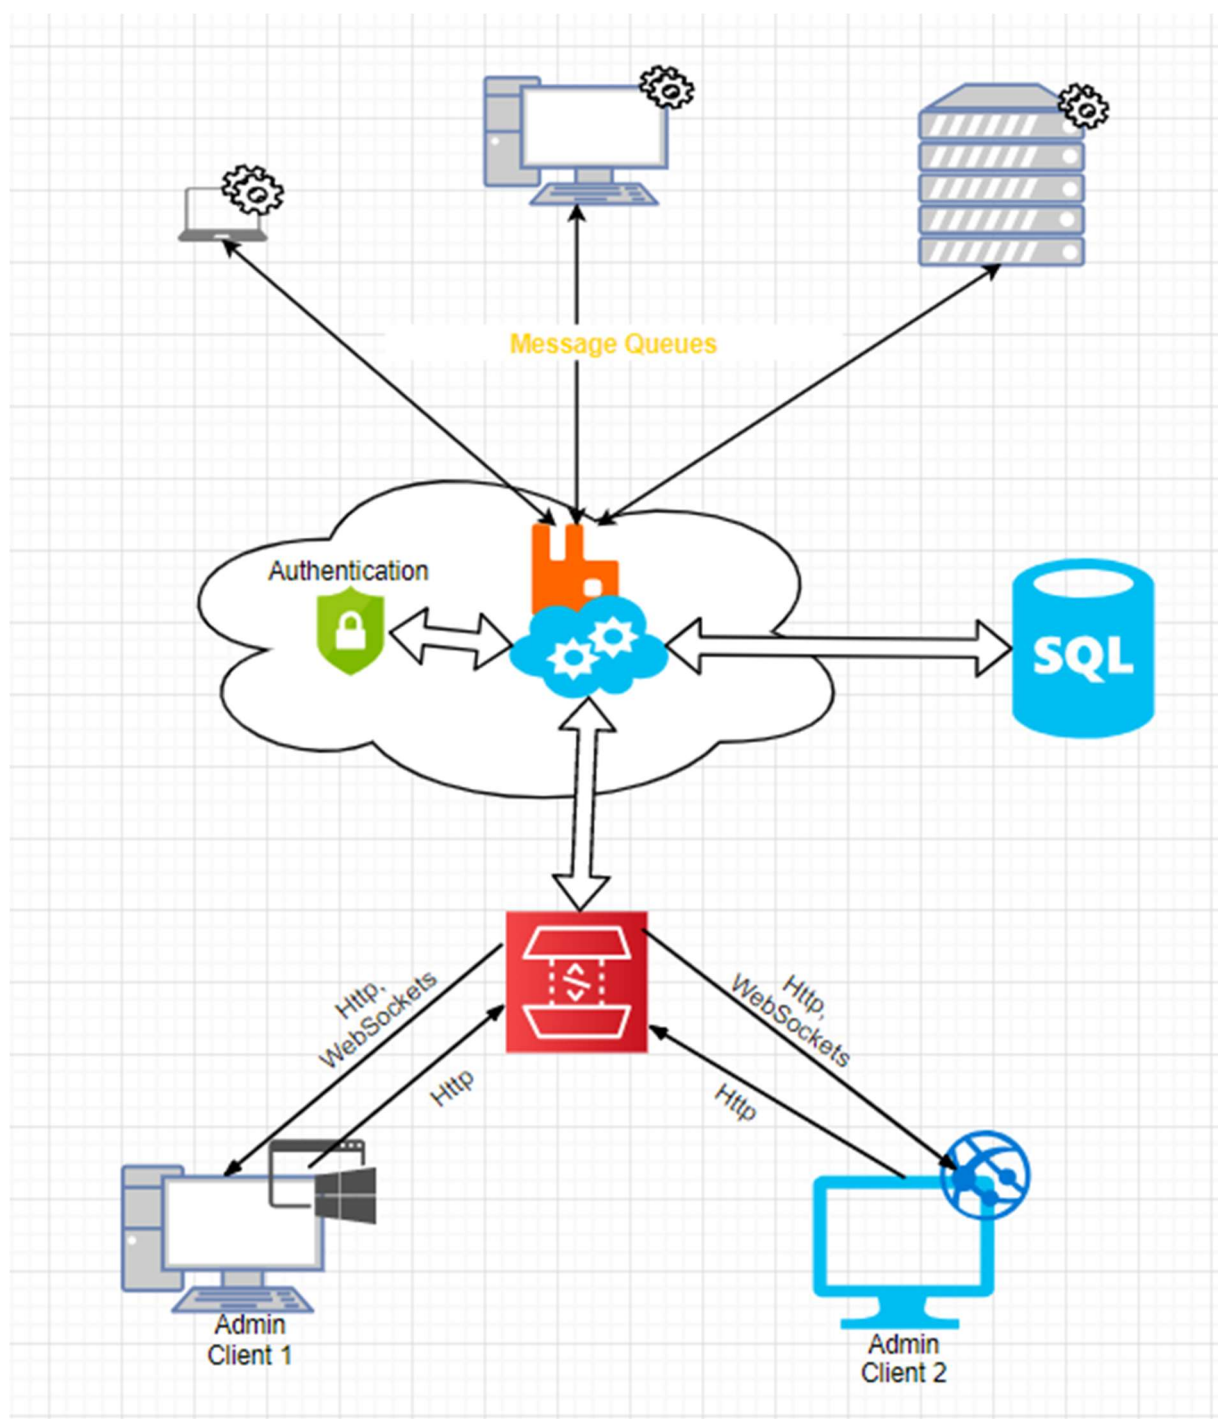 Message Queues
Authentication
SQL
Http,
WebSockets
Http
Http,
WebSockets
Http
Admin
Client 1
Admin
Client 2